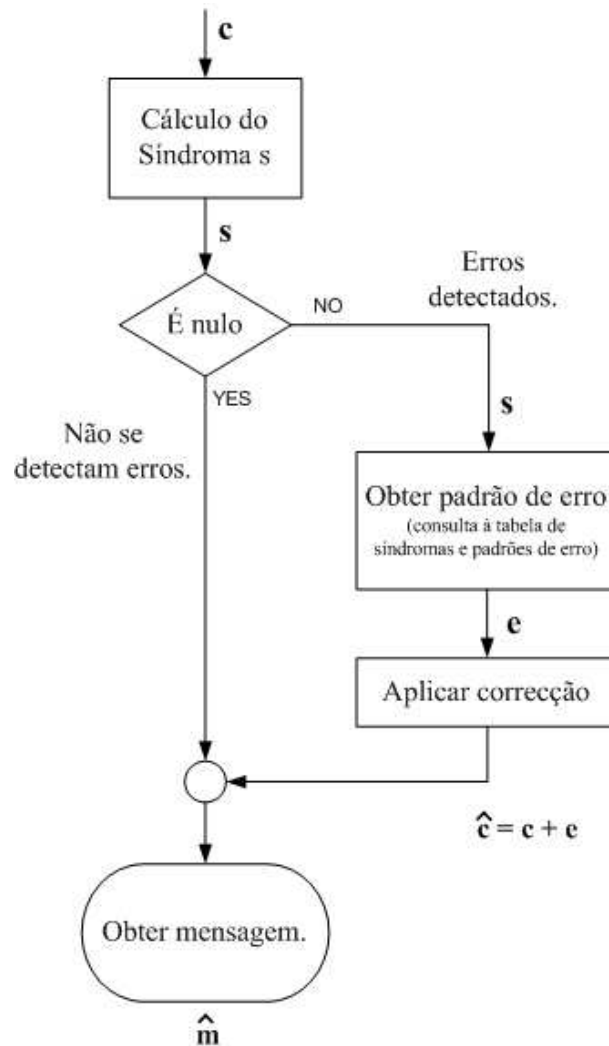 c
Cálculo do
Síndroma s
s
É nulo
NO
Erros
detectados.
YES
Não se
detectam erros.
s
Obter padrão de erro
(consulta à tabela de
síndromas e padrões de erro)
e
Aplicar correcção
ĉ = c + e
Obter mensagem.
m̂